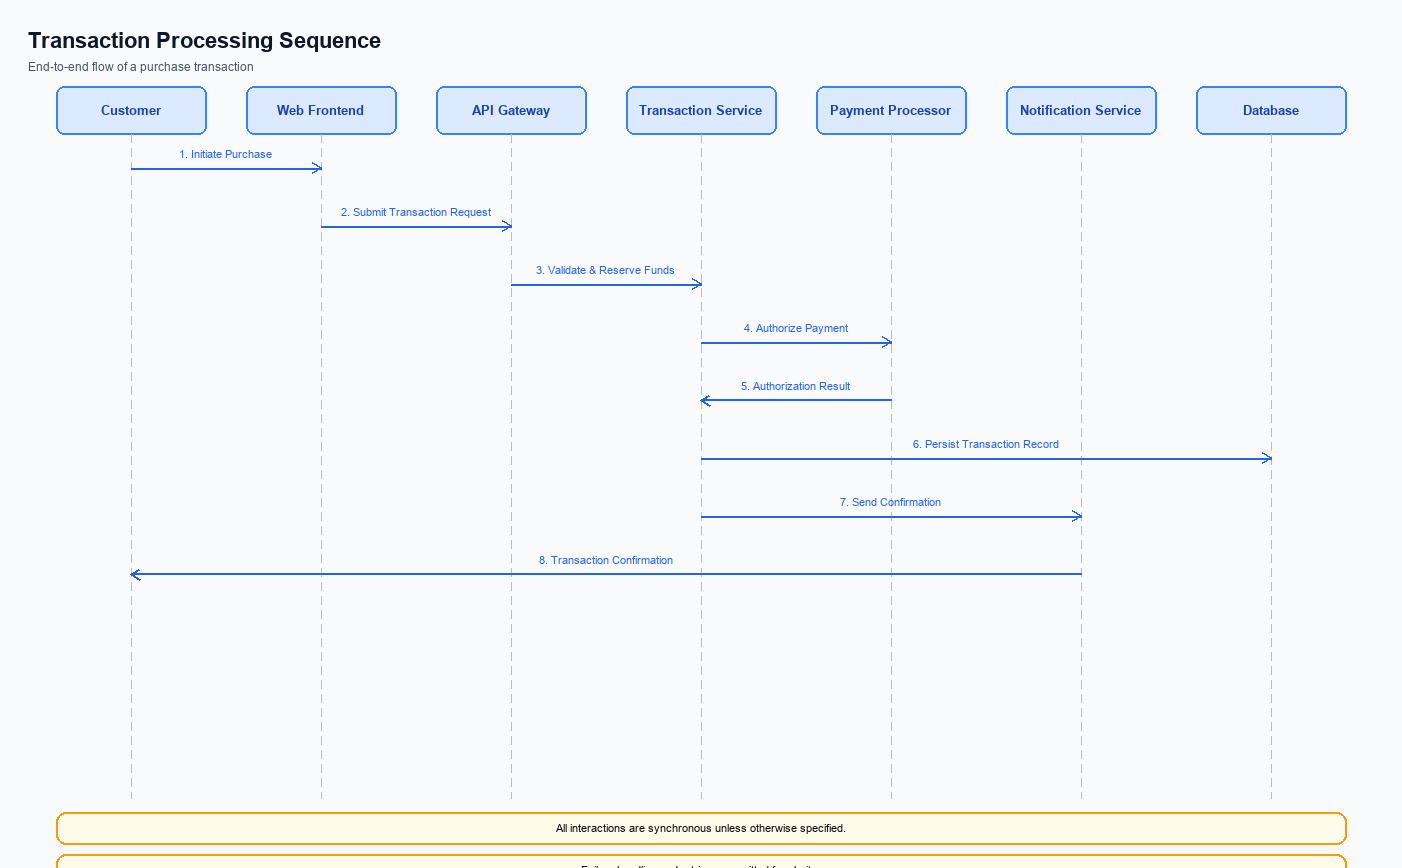 Transaction Processing Sequence
End-to-end flow of a purchase transaction
Customer
Web Frontend
API Gateway
Transaction Service
Payment Processor
Notification Service
Database
1. Initiate Purchase
2. Submit Transaction Request
3. Validate & Reserve Funds
4. Authorize Payment
5. Authorization Result
6. Persist Transaction Record
7. Send Confirmation
8. Transaction Confirmation
All interactions are synchronous unless otherwise specified.